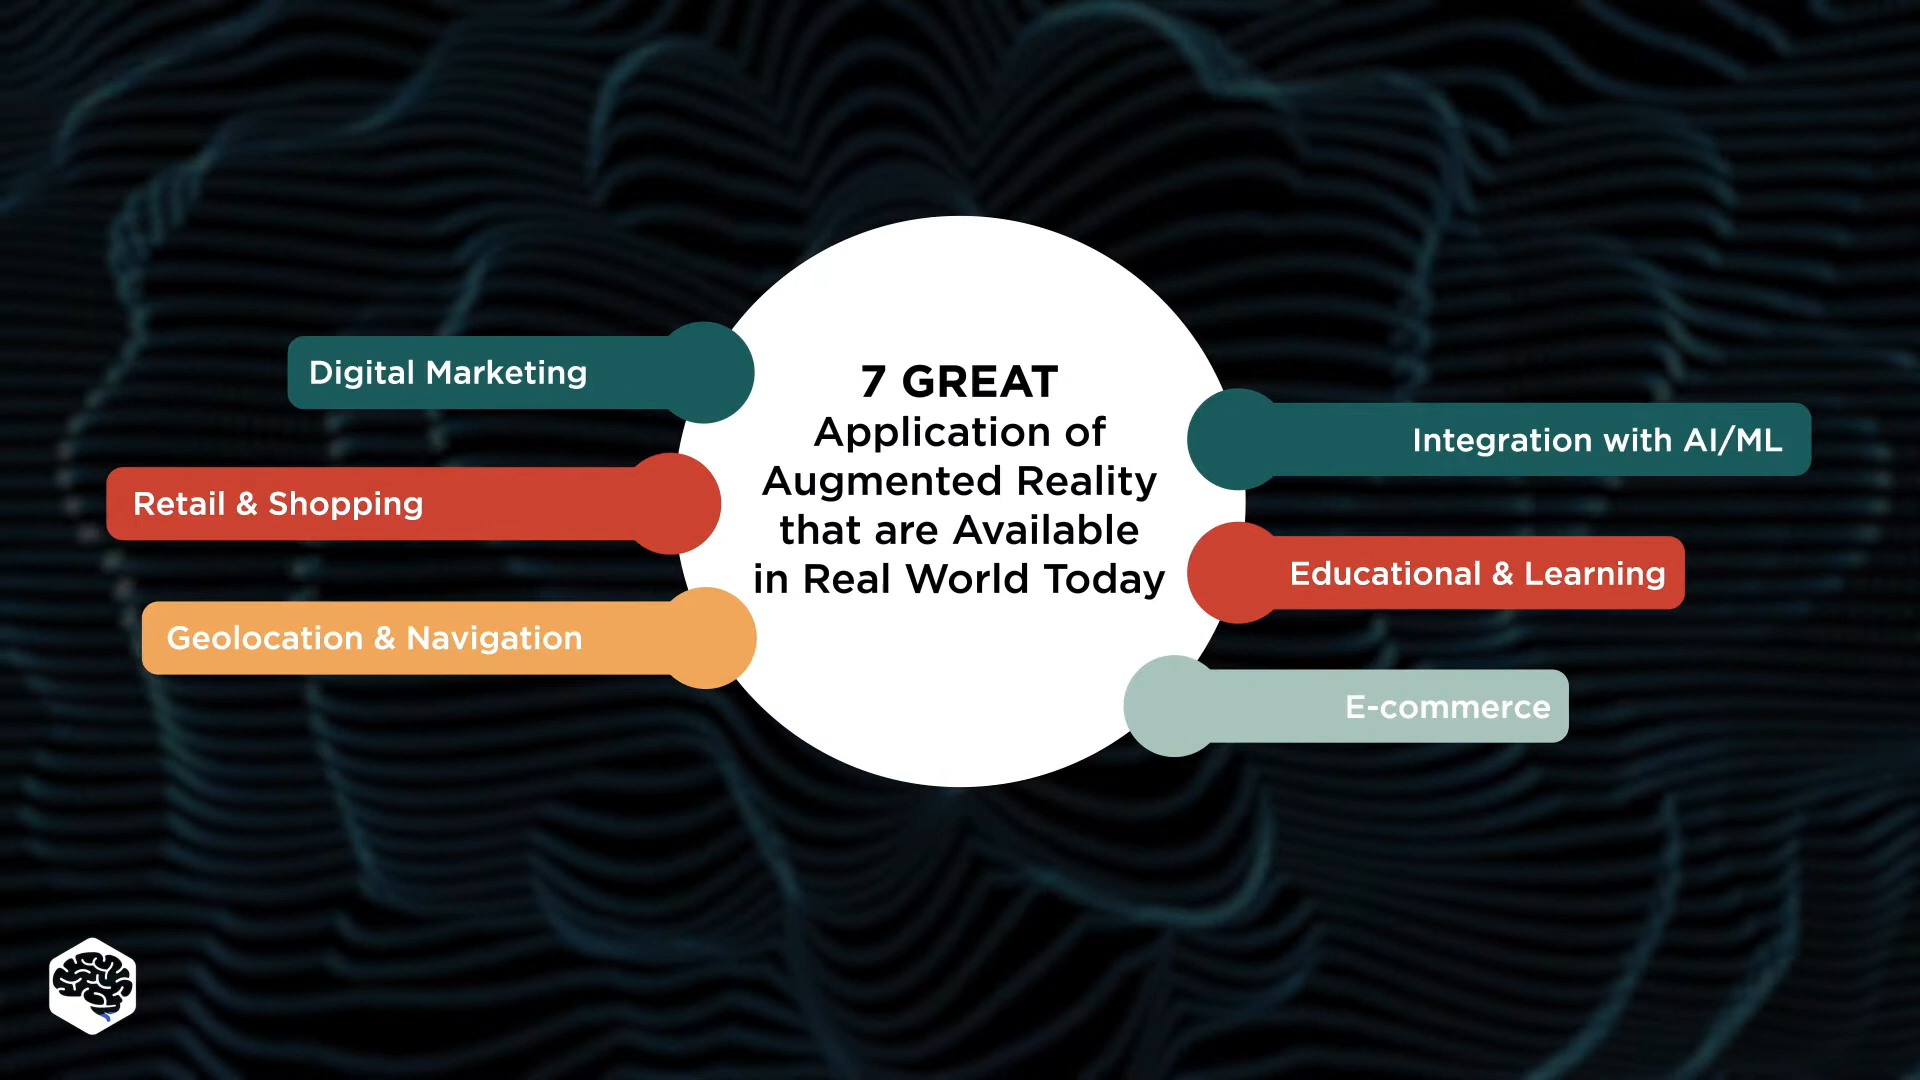 7 GREAT
Application of
Augmented Reality
that are Available
in Real World Today
Digital Marketing
Retail & Shopping
Geolocation & Navigation
Integration with AI/ML
Educational & Learning
E-commerce